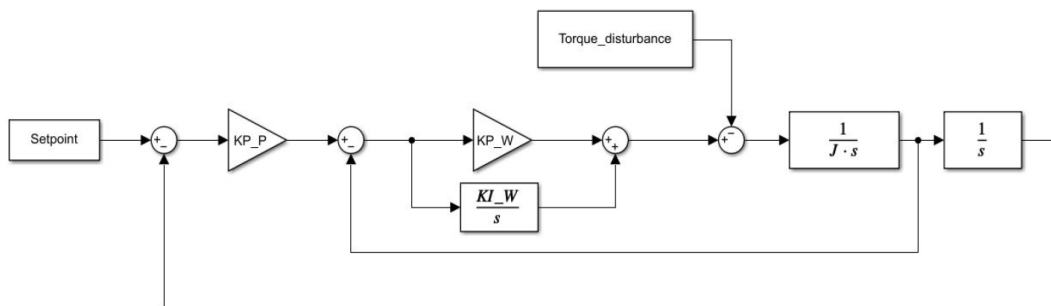 Torque_disturbance
Setpoint
+
−
KP_P
+
−
KP_W
+
+
+
−
1
J · s
1
s
KI_W
s